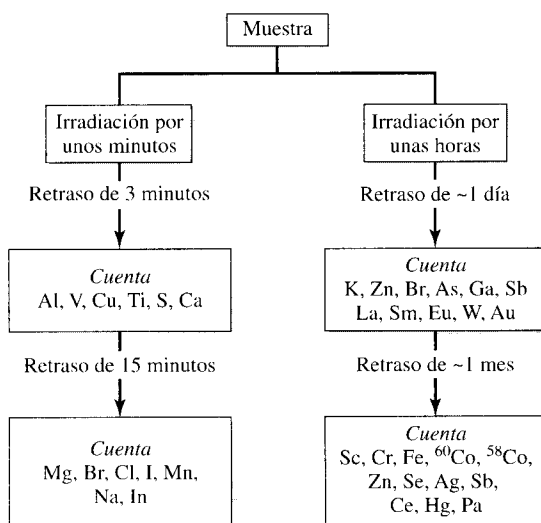 Muestra
Irradiación por
unos minutos
Retraso de 3 minutos
Cuenta
Al, V, Cu, Ti, S, Ca
Retraso de 15 minutos
Cuenta
Mg, Br, Cl, I, Mn,
Na, In
Irradiación por
unas horas
Retraso de ~1 día
Cuenta
K, Zn, Br, As, Ga, Sb
La, Sm, Eu, W, Au
Retraso de ~1 mes
Cuenta
Sc, Cr, Fe, ⁶⁰Co, ⁵⁸Co,
Zn, Se, Ag, Sb,
Ce, Hg, Pa